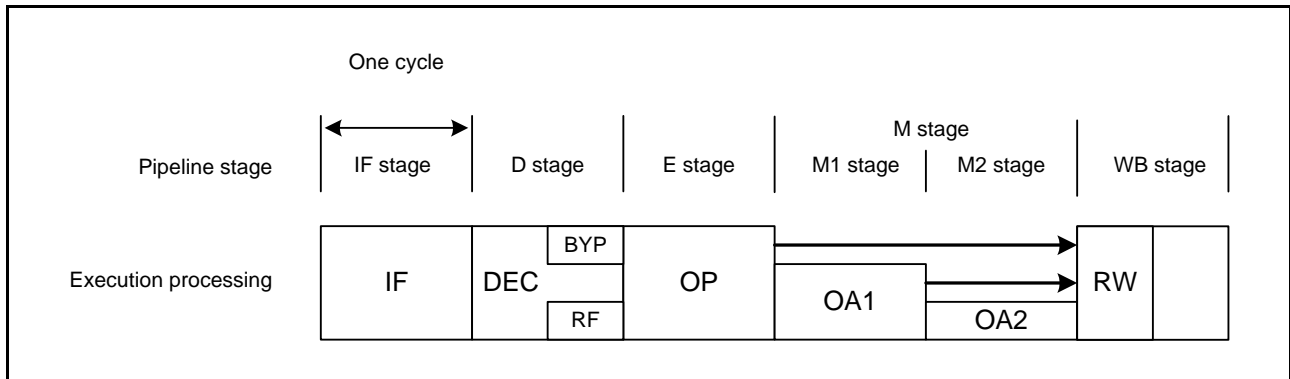 One cycle
M stage
Pipeline stage IF stage D stage E stage M1 stage M2 stage WB stage
BYP
Execution processing IF DEC OP OA1 RW
RF OA2